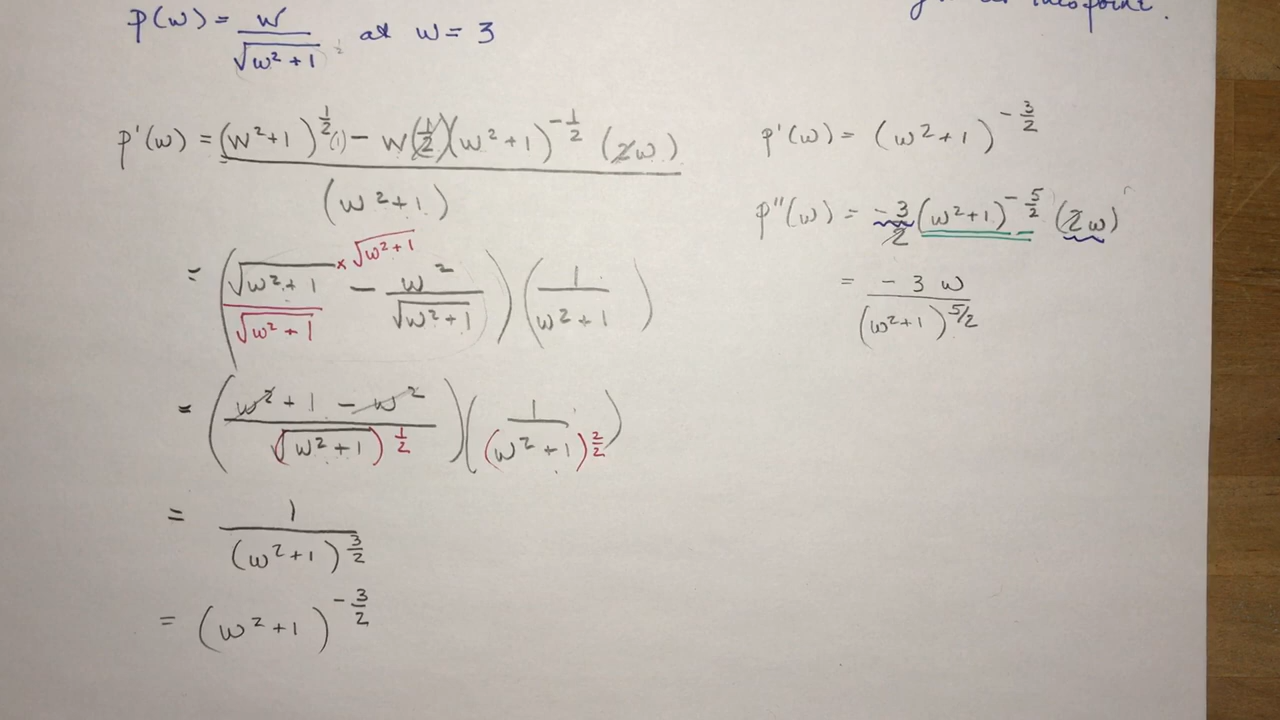 p(w) = w/√(w²+1) at w = 3
point.
p'(w) = ((w²+1)^(1/2) (1) − w(1/2)(w²+1)^(−1/2) (2w))/(w²+1)
= (√(w²+1)/√(w²+1) × √(w²+1) − w²/√(w²+1)) (1/(w²+1))
= ((w²+1 − w²)/√(w²+1)^(1/2)) (1/(w²+1)^(2/2))
= 1/(w²+1)^(3/2)
= (w²+1)^(−3/2)
p'(w) = (w²+1)^(−3/2)
p''(w) = −3/2 (w²+1)^(−5/2) (2w)
= −3w/(w²+1)^(5/2)